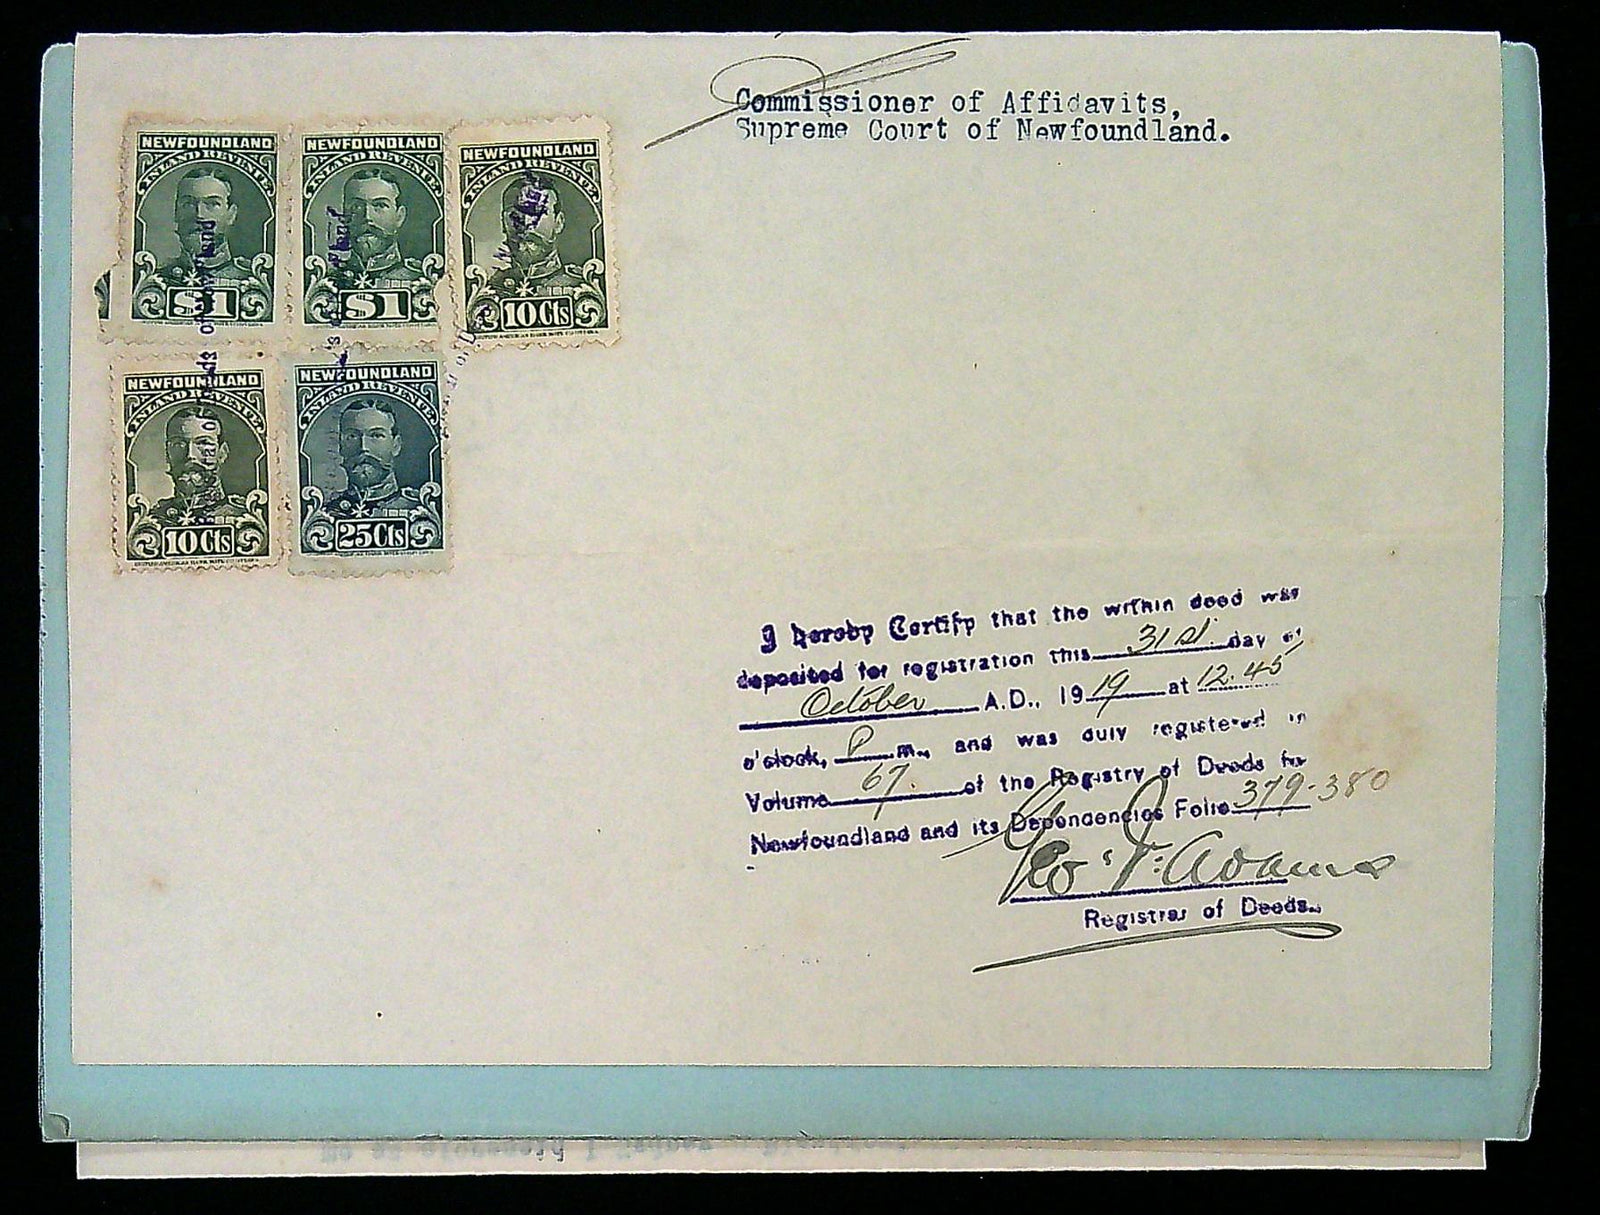 Commissioner of Affidavits,
Supreme Court of Newfoundland.
NEWFOUNDLAND
INLAND REVENUE
$1
NEWFOUNDLAND
INLAND REVENUE
$1
NEWFOUNDLAND
INLAND REVENUE
10 Cts
NEWFOUNDLAND
INLAND REVENUE
10 Cts
NEWFOUNDLAND
INLAND REVENUE
25 Cts
I hereby Certify that the within deed was
deposited for registration this 31st. day of
October A.D., 1919 at 12.45
o'clock, P m., and was duly registered in
Volume 67. of the Registry of Deeds for
Newfoundland and its Dependencies Folio 379-380
Geo. J. Adams
Registrar of Deeds.